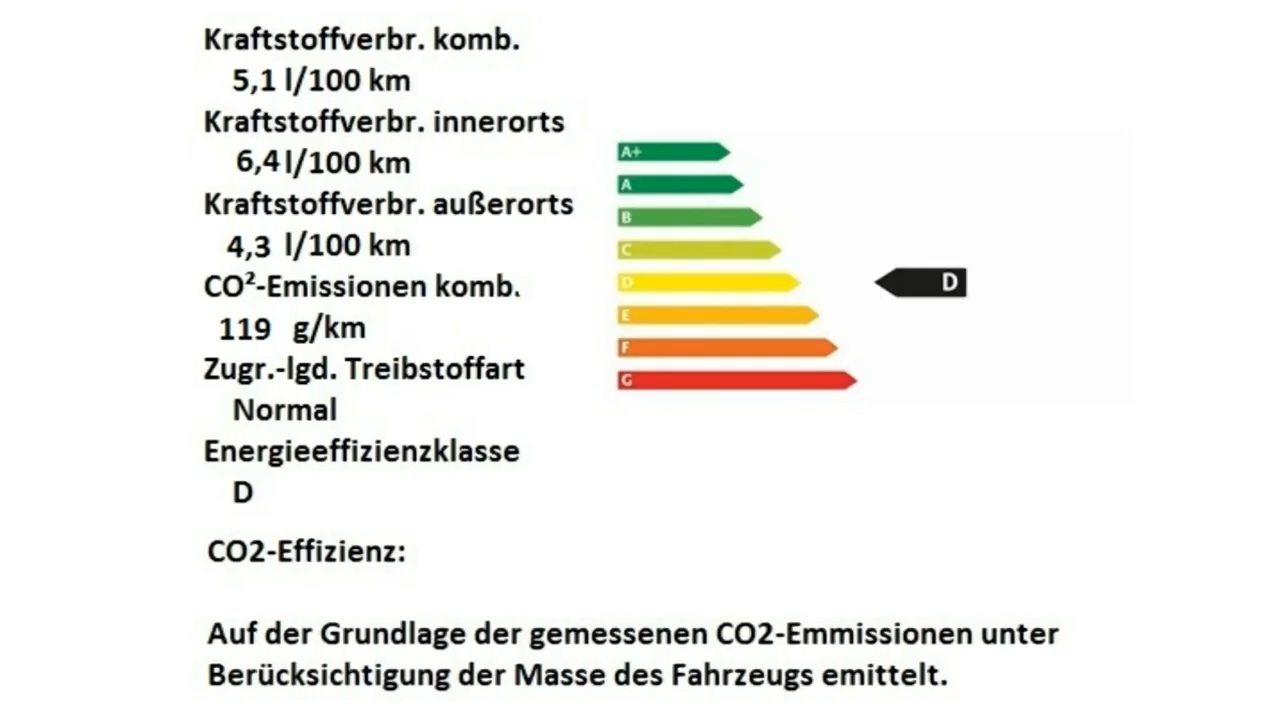 Kraftstoffverbr. komb.
5,1 l/100 km
Kraftstoffverbr. innerorts
6,4 l/100 km
Kraftstoffverbr. außerorts
4,3 l/100 km
CO²-Emissionen komb.
119 g/km
Zugr.-lgd. Treibstoffart
Normal
Energieeffizienzklasse
D
A+
A
B
C
D
E
F
G
D
CO2-Effizienz:
Auf der Grundlage der gemessenen CO2-Emmissionen unter
Berücksichtigung der Masse des Fahrzeugs emittelt.